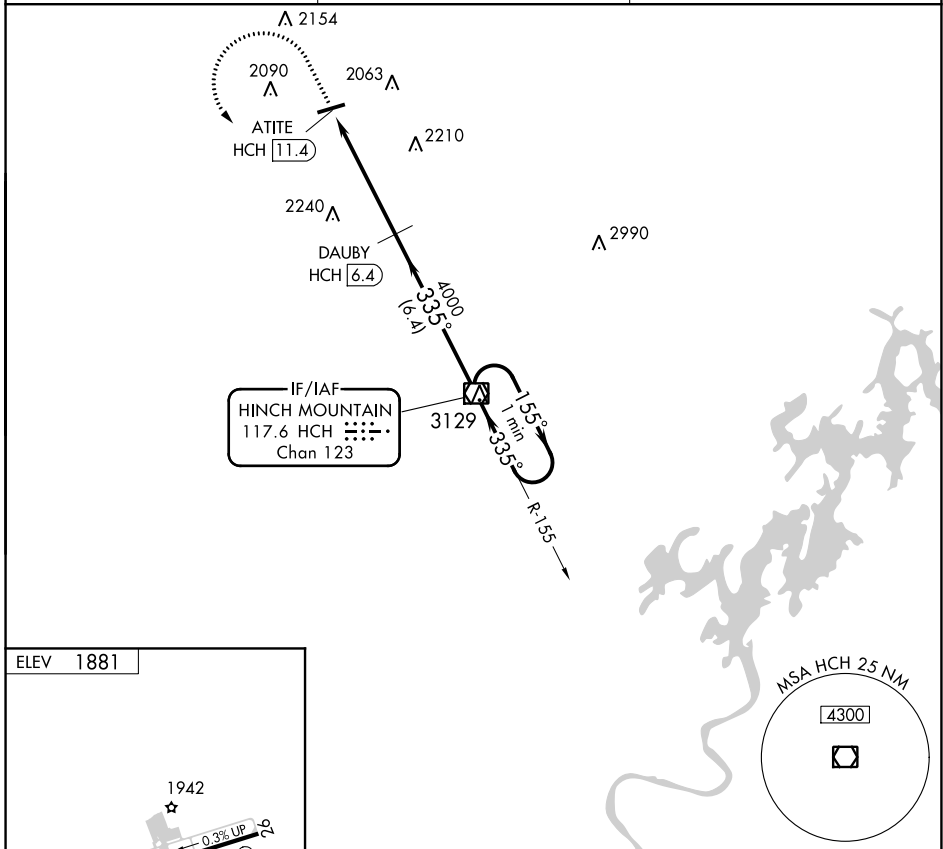 2154
2090
2063
ATITE
HCH 11.4
2210
2240
2990
DAUBY
HCH 6.4
4000
335°
(6.4)
IF/IAF
HINCH MOUNTAIN
117.6 HCH
Chan 123
3129
155°
1 min
335°
R-155
ELEV 1881
MSA HCH 25 NM
4300
1942
0.3% UP
26